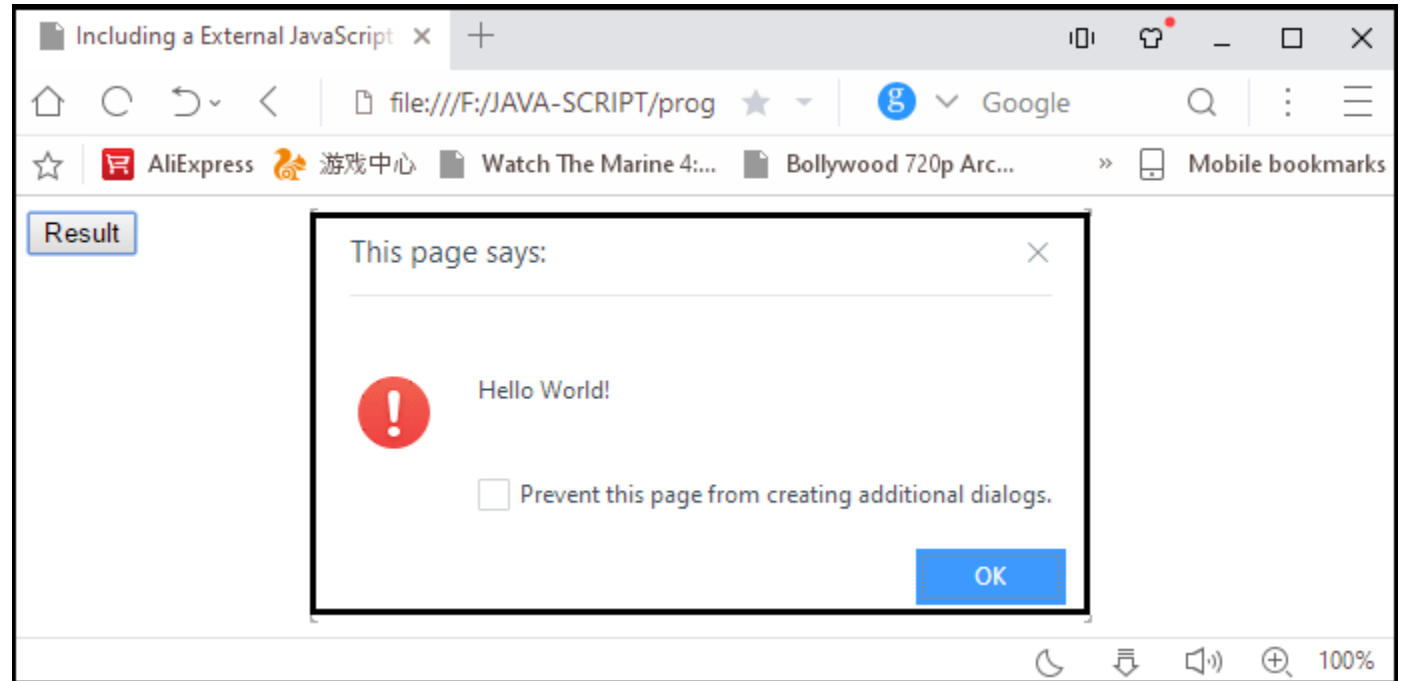 Including a External JavaScript
file:///F:/JAVA-SCRIPT/prog g Google
AliExpress 游戏中心 Watch The Marine 4:... Bollywood 720p Arc... » Mobile bookmarks
Result
This page says:
Hello World!
Prevent this page from creating additional dialogs.
OK
100%